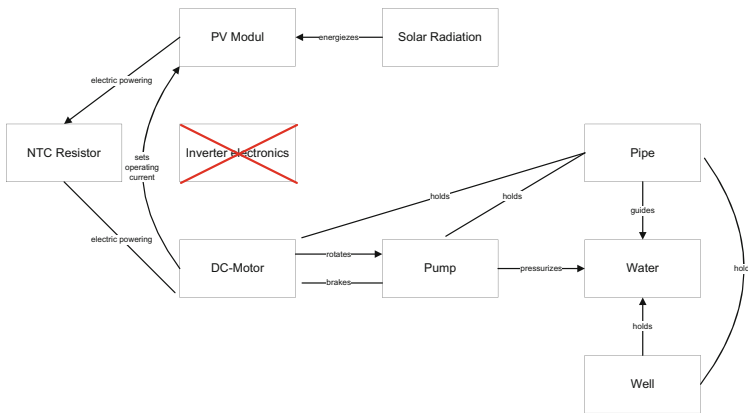 PV Modul
energiezes
Solar Radiation
electric powering
NTC Resistor
Inverter electronics
Pipe
sets
operating
current
holds
holds
guides
electric powering
DC-Motor
rotates
brakes
Pump
pressurizes
Water
hold
holds
Well